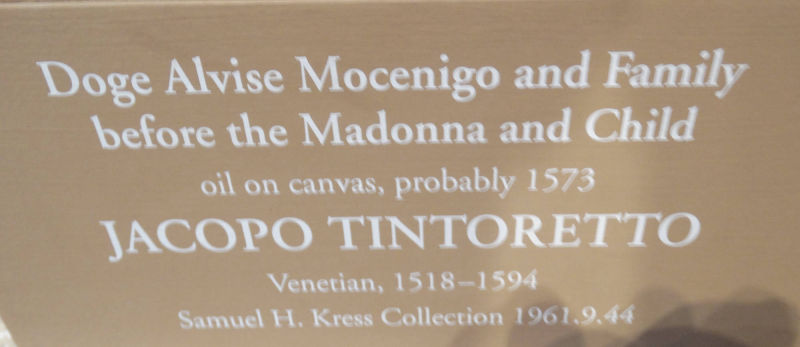 Doge Alvise Mocenigo and Family
before the Madonna and Child
oil on canvas, probably 1573
JACOPO TINTORETTO
Venetian, 1518–1594
Samuel H. Kress Collection 1961.9.44